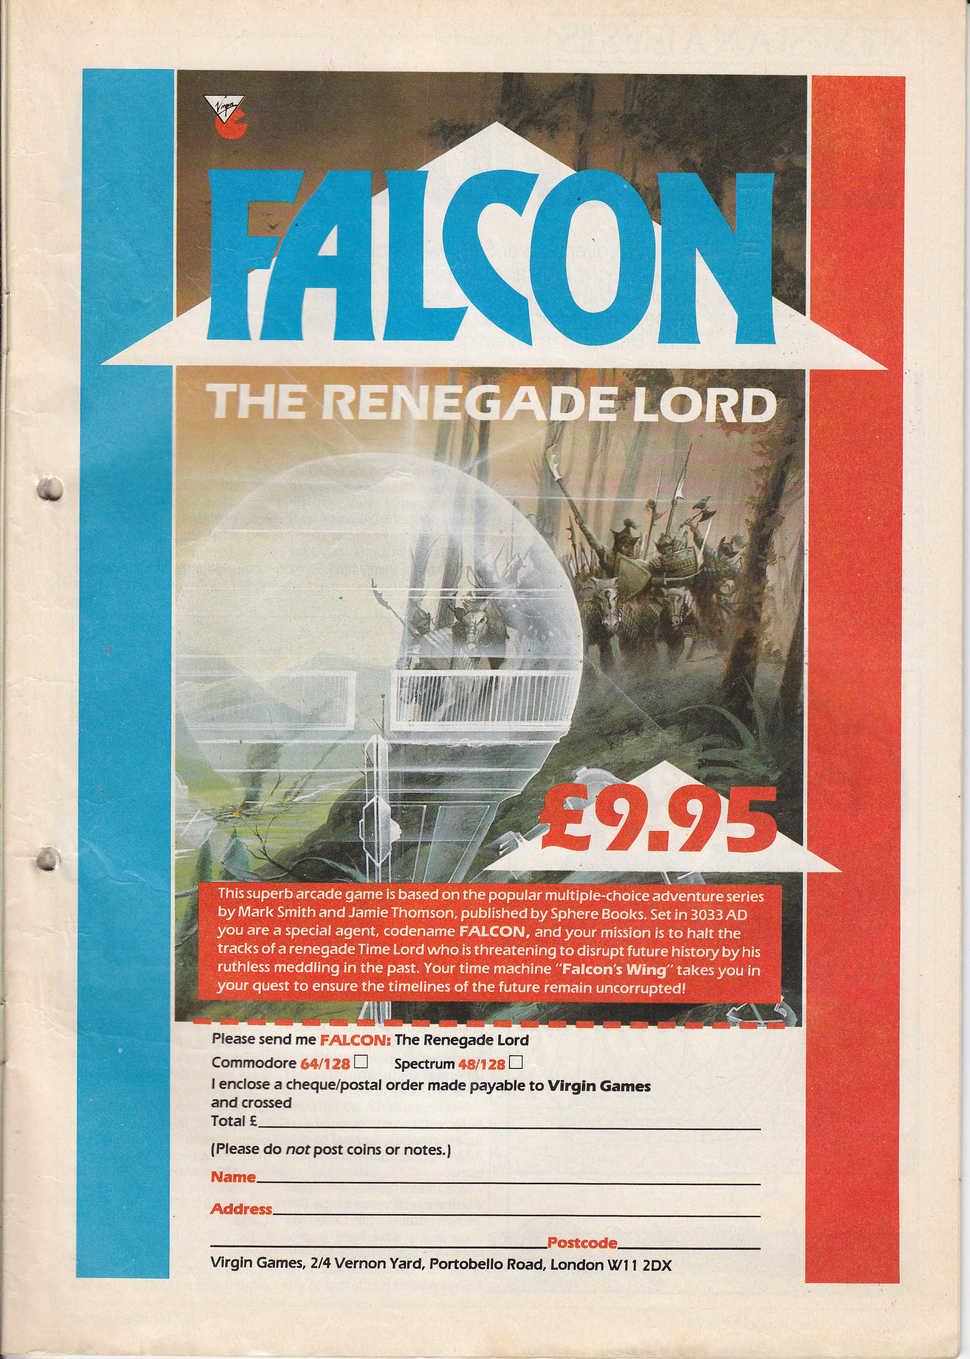 Virgin
FALCON
THE RENEGADE LORD
£9.95
This superb arcade game is based on the popular multiple-choice adventure series
by Mark Smith and Jamie Thomson, published by Sphere Books. Set in 3033 AD
you are a special agent, codename FALCON, and your mission is to halt the
tracks of a renegade Time Lord who is threatening to disrupt future history by his
ruthless meddling in the past. Your time machine "Falcon's Wing" takes you in
your quest to ensure the timelines of the future remain uncorrupted!
Please send me FALCON: The Renegade Lord
Commodore 64/128 □ Spectrum 48/128 □
I enclose a cheque/postal order made payable to Virgin Games
and crossed
Total £
(Please do not post coins or notes.)
Name
Address
Postcode
Virgin Games, 2/4 Vernon Yard, Portobello Road, London W11 2DX